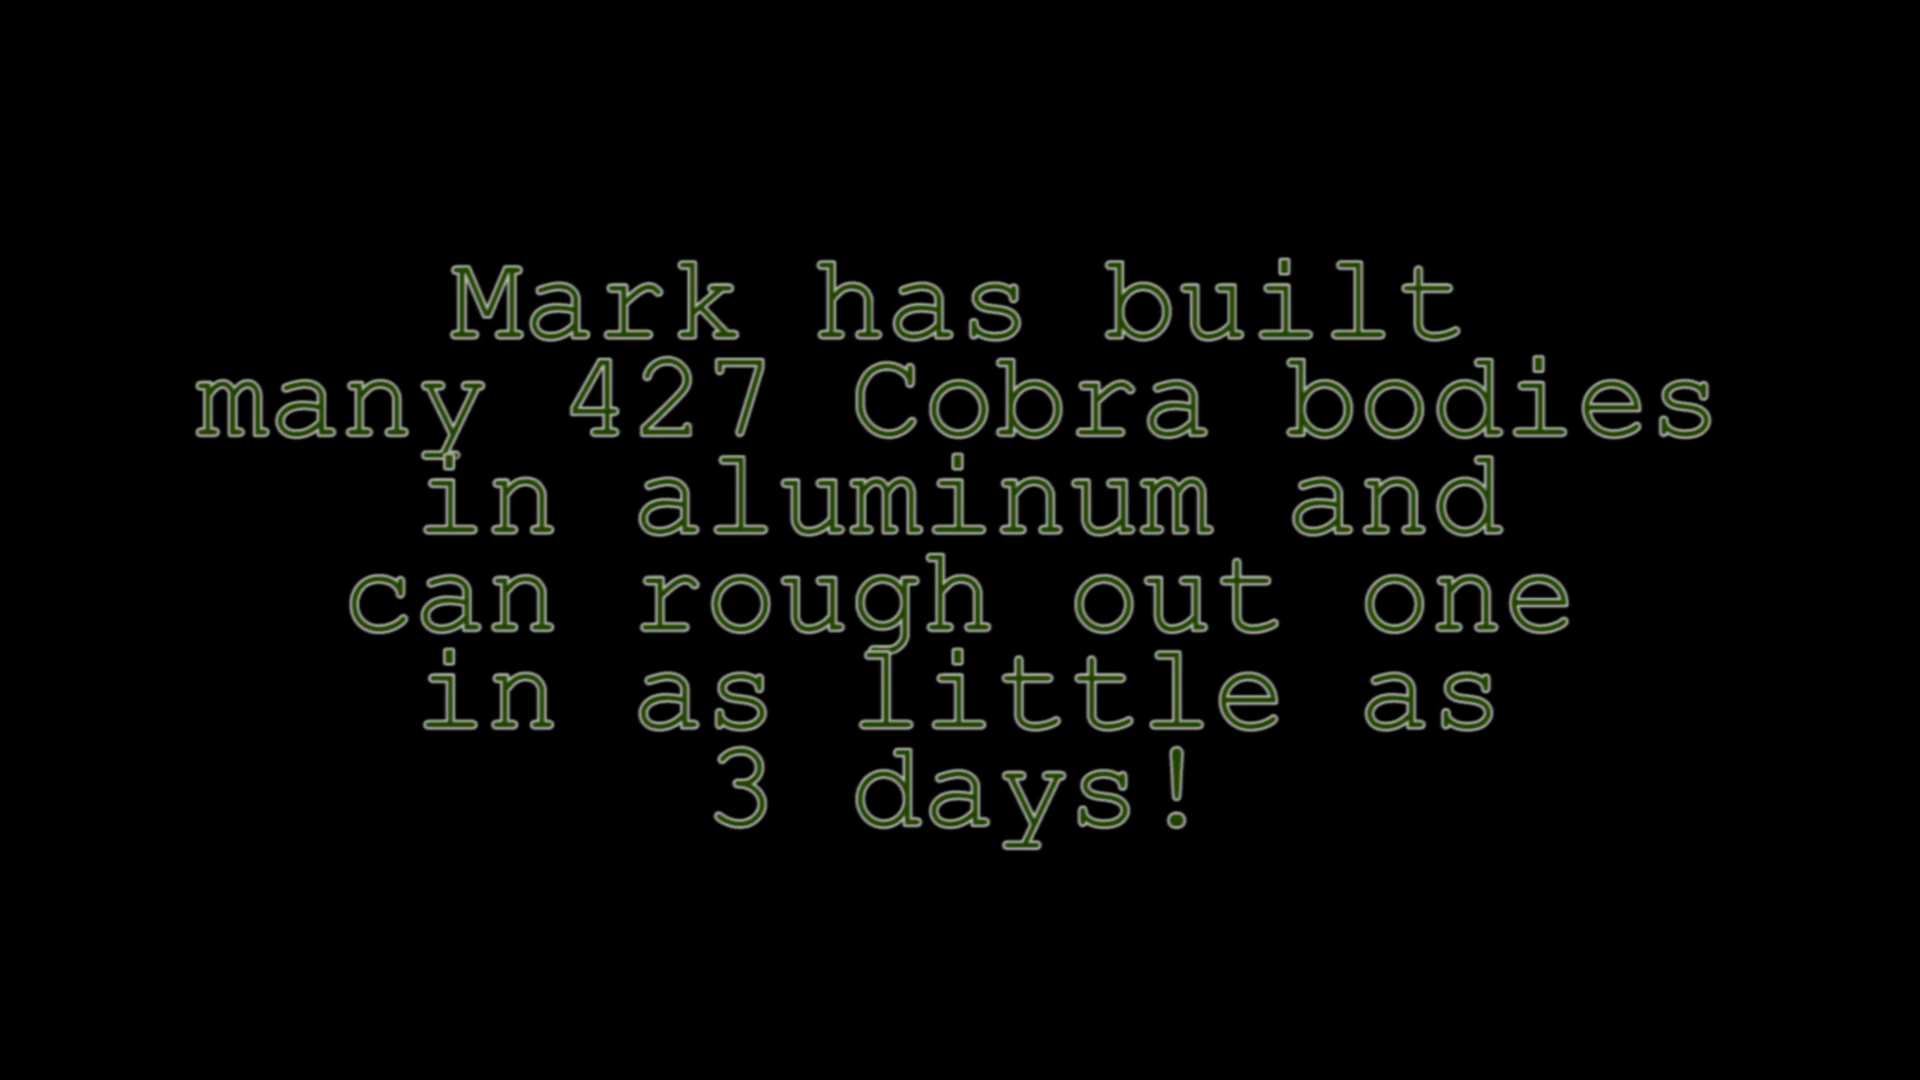 Mark has built
many 427 Cobra bodies
in aluminum and
can rough out one
in as little as
3 days!